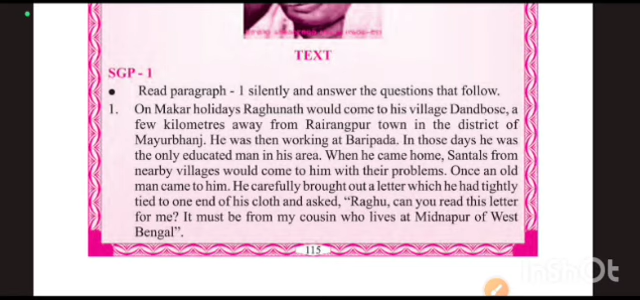 TEXT
SGP - 1
• Read paragraph - 1 silently and answer the questions that follow.
1. On Makar holidays Raghunath would come to his village Dandbose, a
few kilometres away from Rairangpur town in the district of
Mayurbhanj. He was then working at Baripada. In those days he was
the only educated man in his area. When he came home, Santals from
nearby villages would come to him with their problems. Once an old
man came to him. He carefully brought out a letter which he had tightly
tied to one end of his cloth and asked, “Raghu, can you read this letter
for me? It must be from my cousin who lives at Midnapur of West
Bengal”.
115